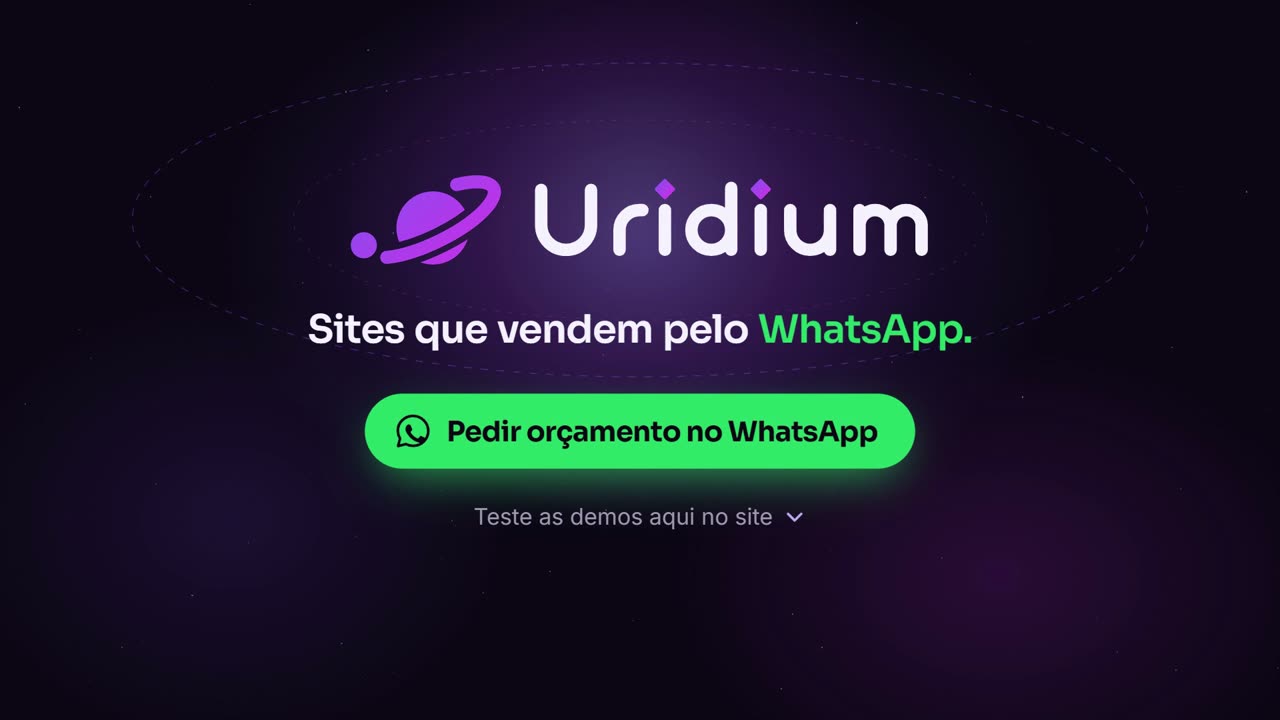 Uridium
Sites que vendem pelo WhatsApp.
Pedir orçamento no WhatsApp
Teste as demos aqui no site